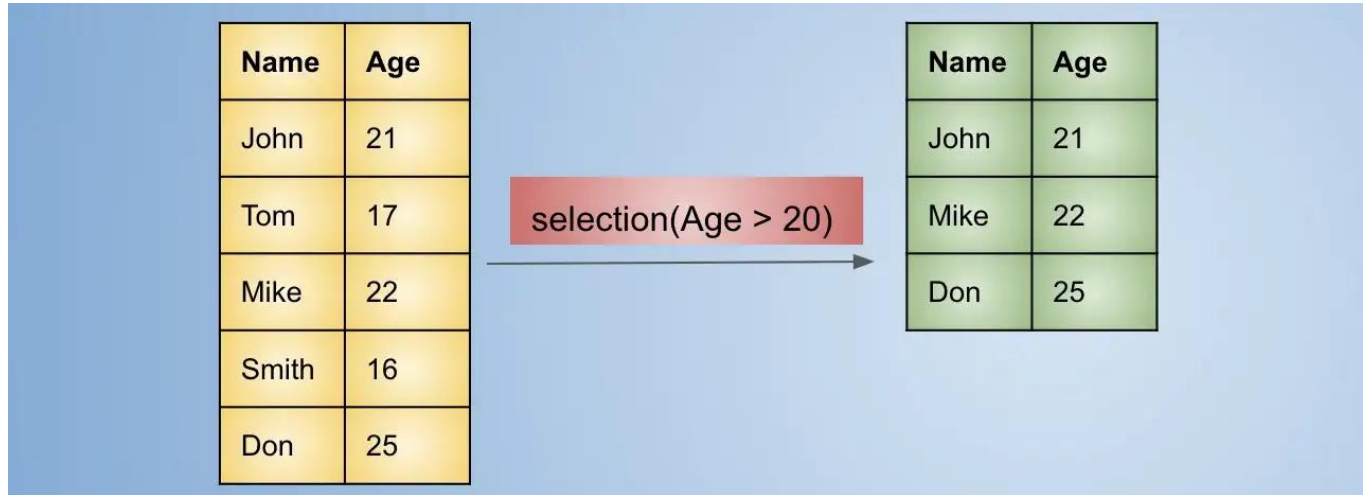 Name Age
John 21
Tom 17
Mike 22
Smith 16
Don 25
selection(Age > 20)
Name Age
John 21
Mike 22
Don 25